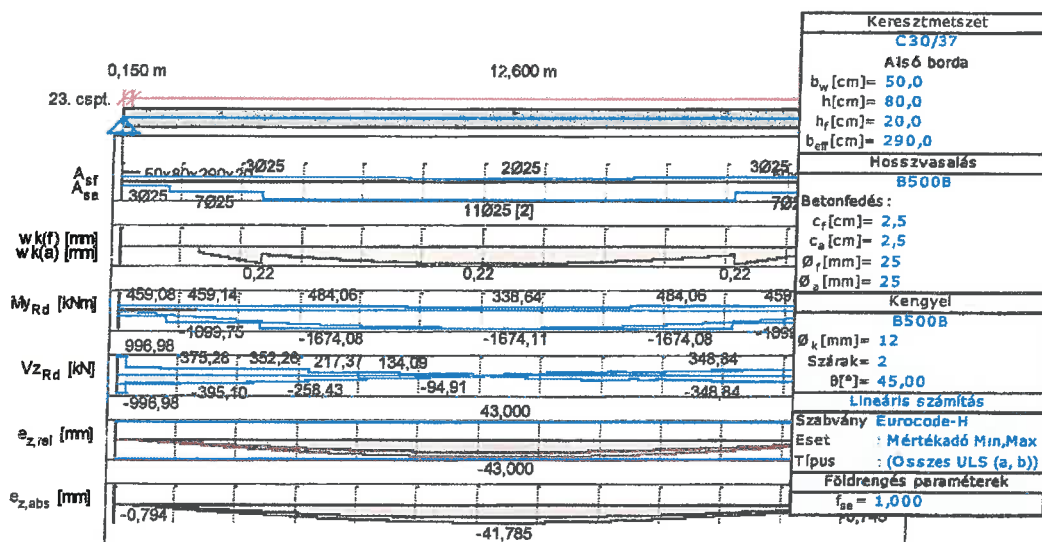 Keresztmetszet
C30/37
Alsó borda
b_w [cm]= 50,0
h[cm]= 80,0
h_f[cm]= 20,0
b_eff[cm]= 290,0
Hosszvasalás
B500B
Betonfedés :
c_f[cm]= 2,5
c_a[cm]= 2,5
Ø_f[mm]= 25
Ø_a[mm]= 25
Kengyel
B500B
Ø_k[mm]= 12
Szárak= 2
θ[°]= 45,00
Lineáris számítás
Szabvány Eurocode-H
Eset : Mértékadó Min,Max
Típus : (Összes ULS (a, b))
Földrengés paraméterek
f_se= 1,000
0,150 m 12,600 m
23. cspt.
A_sf
50x80x290x20
3Ø25 2Ø25 3Ø25
A_sa
3Ø25 7Ø25 11Ø25 [2]
wk(f) [mm]
wk(a) [mm]
0,22 0,22 0,22
My_Rd [kNm]
459,08 459,14 484,06 338,64 484,06
-1099,75 -1674,08 -1674,11 -1674,08
Vz_Rd [kN]
996,98 375,28 352,26 217,37 134,09 348,84
-996,98 -395,10 -258,43 -94,91 -348,84
e_z,rel [mm]
43,000
-43,000
e_z,abs [mm]
-0,794
-41,785